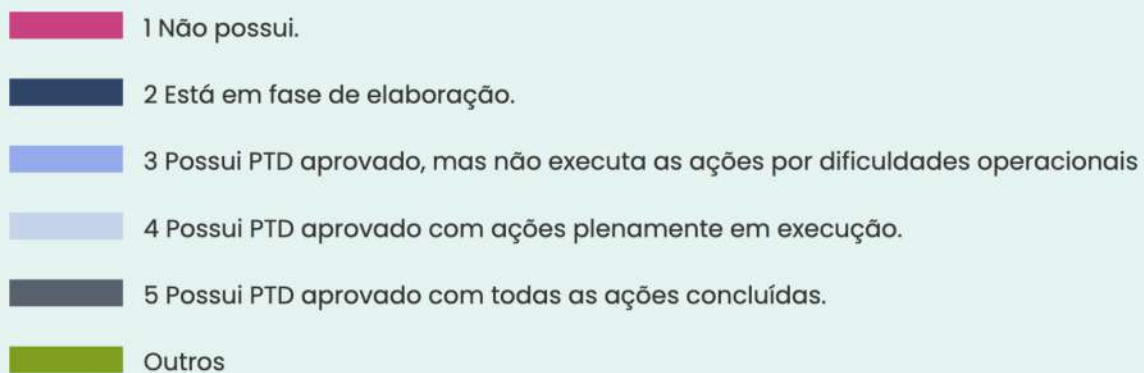 1 Não possui.
2 Está em fase de elaboração.
3 Possui PTD aprovado, mas não executa as ações por dificuldades operacionais
4 Possui PTD aprovado com ações plenamente em execução.
5 Possui PTD aprovado com todas as ações concluídas.
Outros